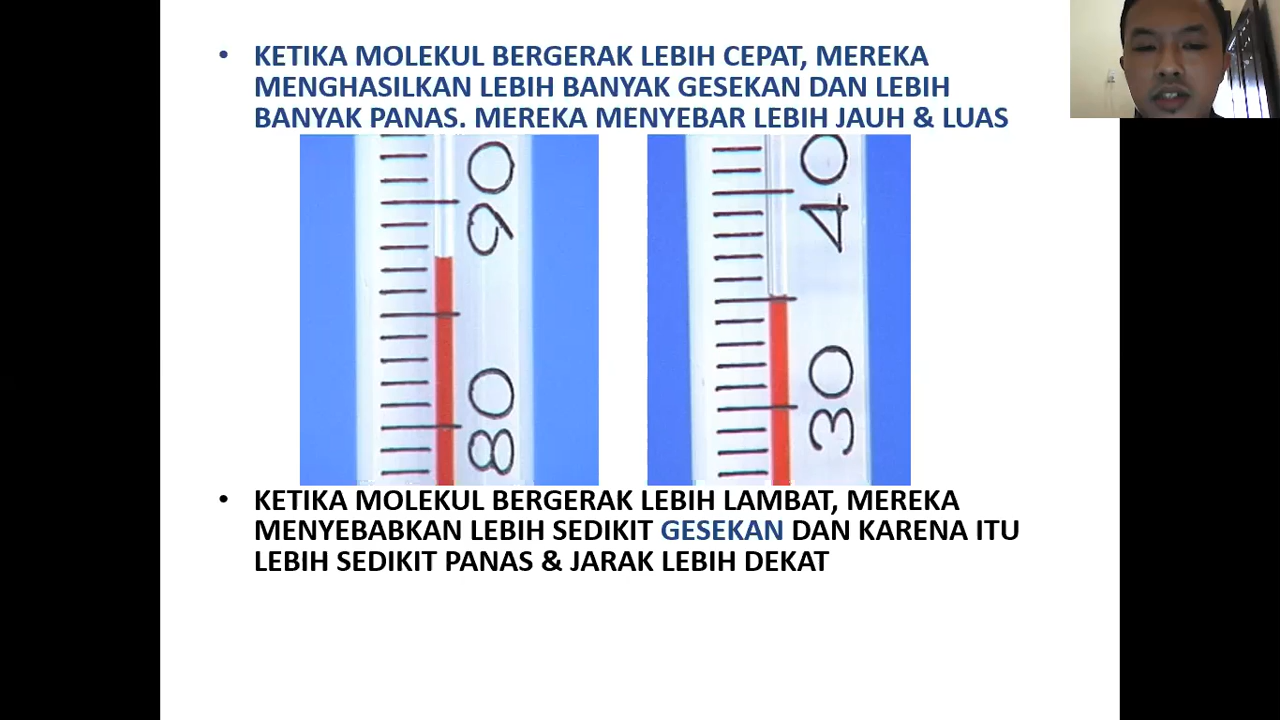 • KETIKA MOLEKUL BERGERAK LEBIH CEPAT, MEREKA
MENGHASILKAN LEBIH BANYAK GESEKAN DAN LEBIH
BANYAK PANAS. MEREKA MENYEBAR LEBIH JAUH & LUAS
90
80
40
30
• KETIKA MOLEKUL BERGERAK LEBIH LAMBAT, MEREKA
MENYEBABKAN LEBIH SEDIKIT GESEKAN DAN KARENA ITU
LEBIH SEDIKIT PANAS & JARAK LEBIH DEKAT